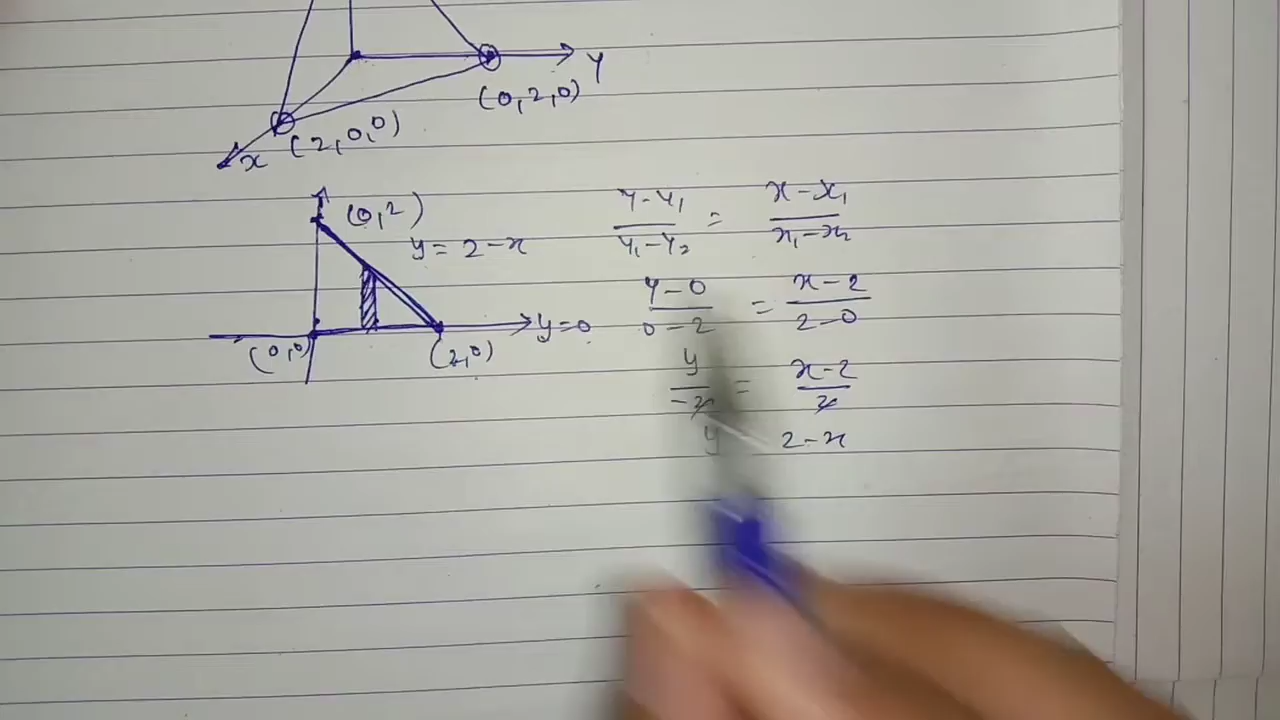 Y
(0,2,0)
(2,0,0)
x
(0,2)
y = 2-x
y=0
(0,0)
(2,0)
(Y-Y₁)/(Y₁-Y₂) = (x-x₁)/(x₁-x₂)
(Y-0)/(0-2) = (x-2)/(2-0)
y/(-2) = (x-2)/2
y 2-x